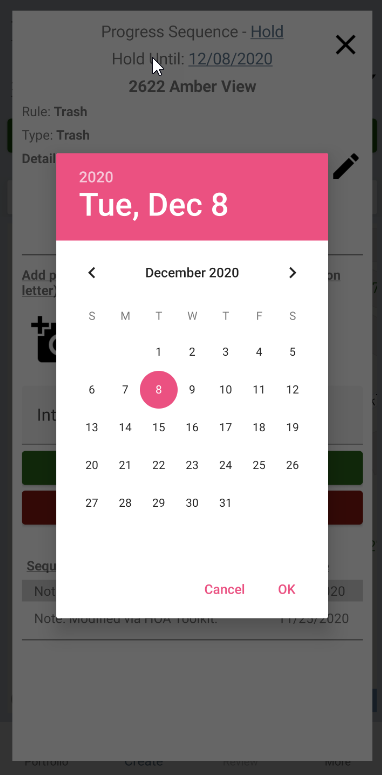 Progress Sequence - Hold
Hold Until: 12/08/2020
2622 Amber View
Rule: Trash
Type: Trash
Detail
2020
Tue, Dec 8
Add p
on
letter)
December 2020
S M T W T F S
1 2 3 4 5
6 7 8 9 10 11 12
13 14 15 16 17 18 19
20 21 22 23 24 25 26
27 28 29 30 31
Int
Cancel OK
Sequ
Not 020
Note: Modified via HOA Toolkit. 11/25/2020
Portfolio Create Review More